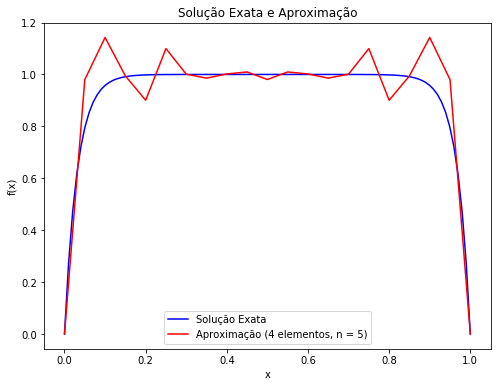 Solução Exata e Aproximação
f(x)
1.2
1.0
0.8
0.6
0.4
0.2
0.0
Solução Exata
Aproximação (4 elementos, n = 5)
0.0 0.2 0.4 0.6 0.8 1.0
x